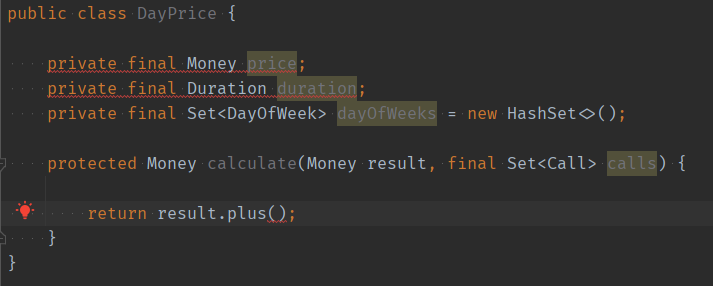 public class DayPrice {
private final Money price;
private final Duration duration;
private final Set<DayOfWeek> dayOfWeeks = new HashSet<>();
protected Money calculate(Money result, final Set<Call> calls) {
return result.plus();
}
}